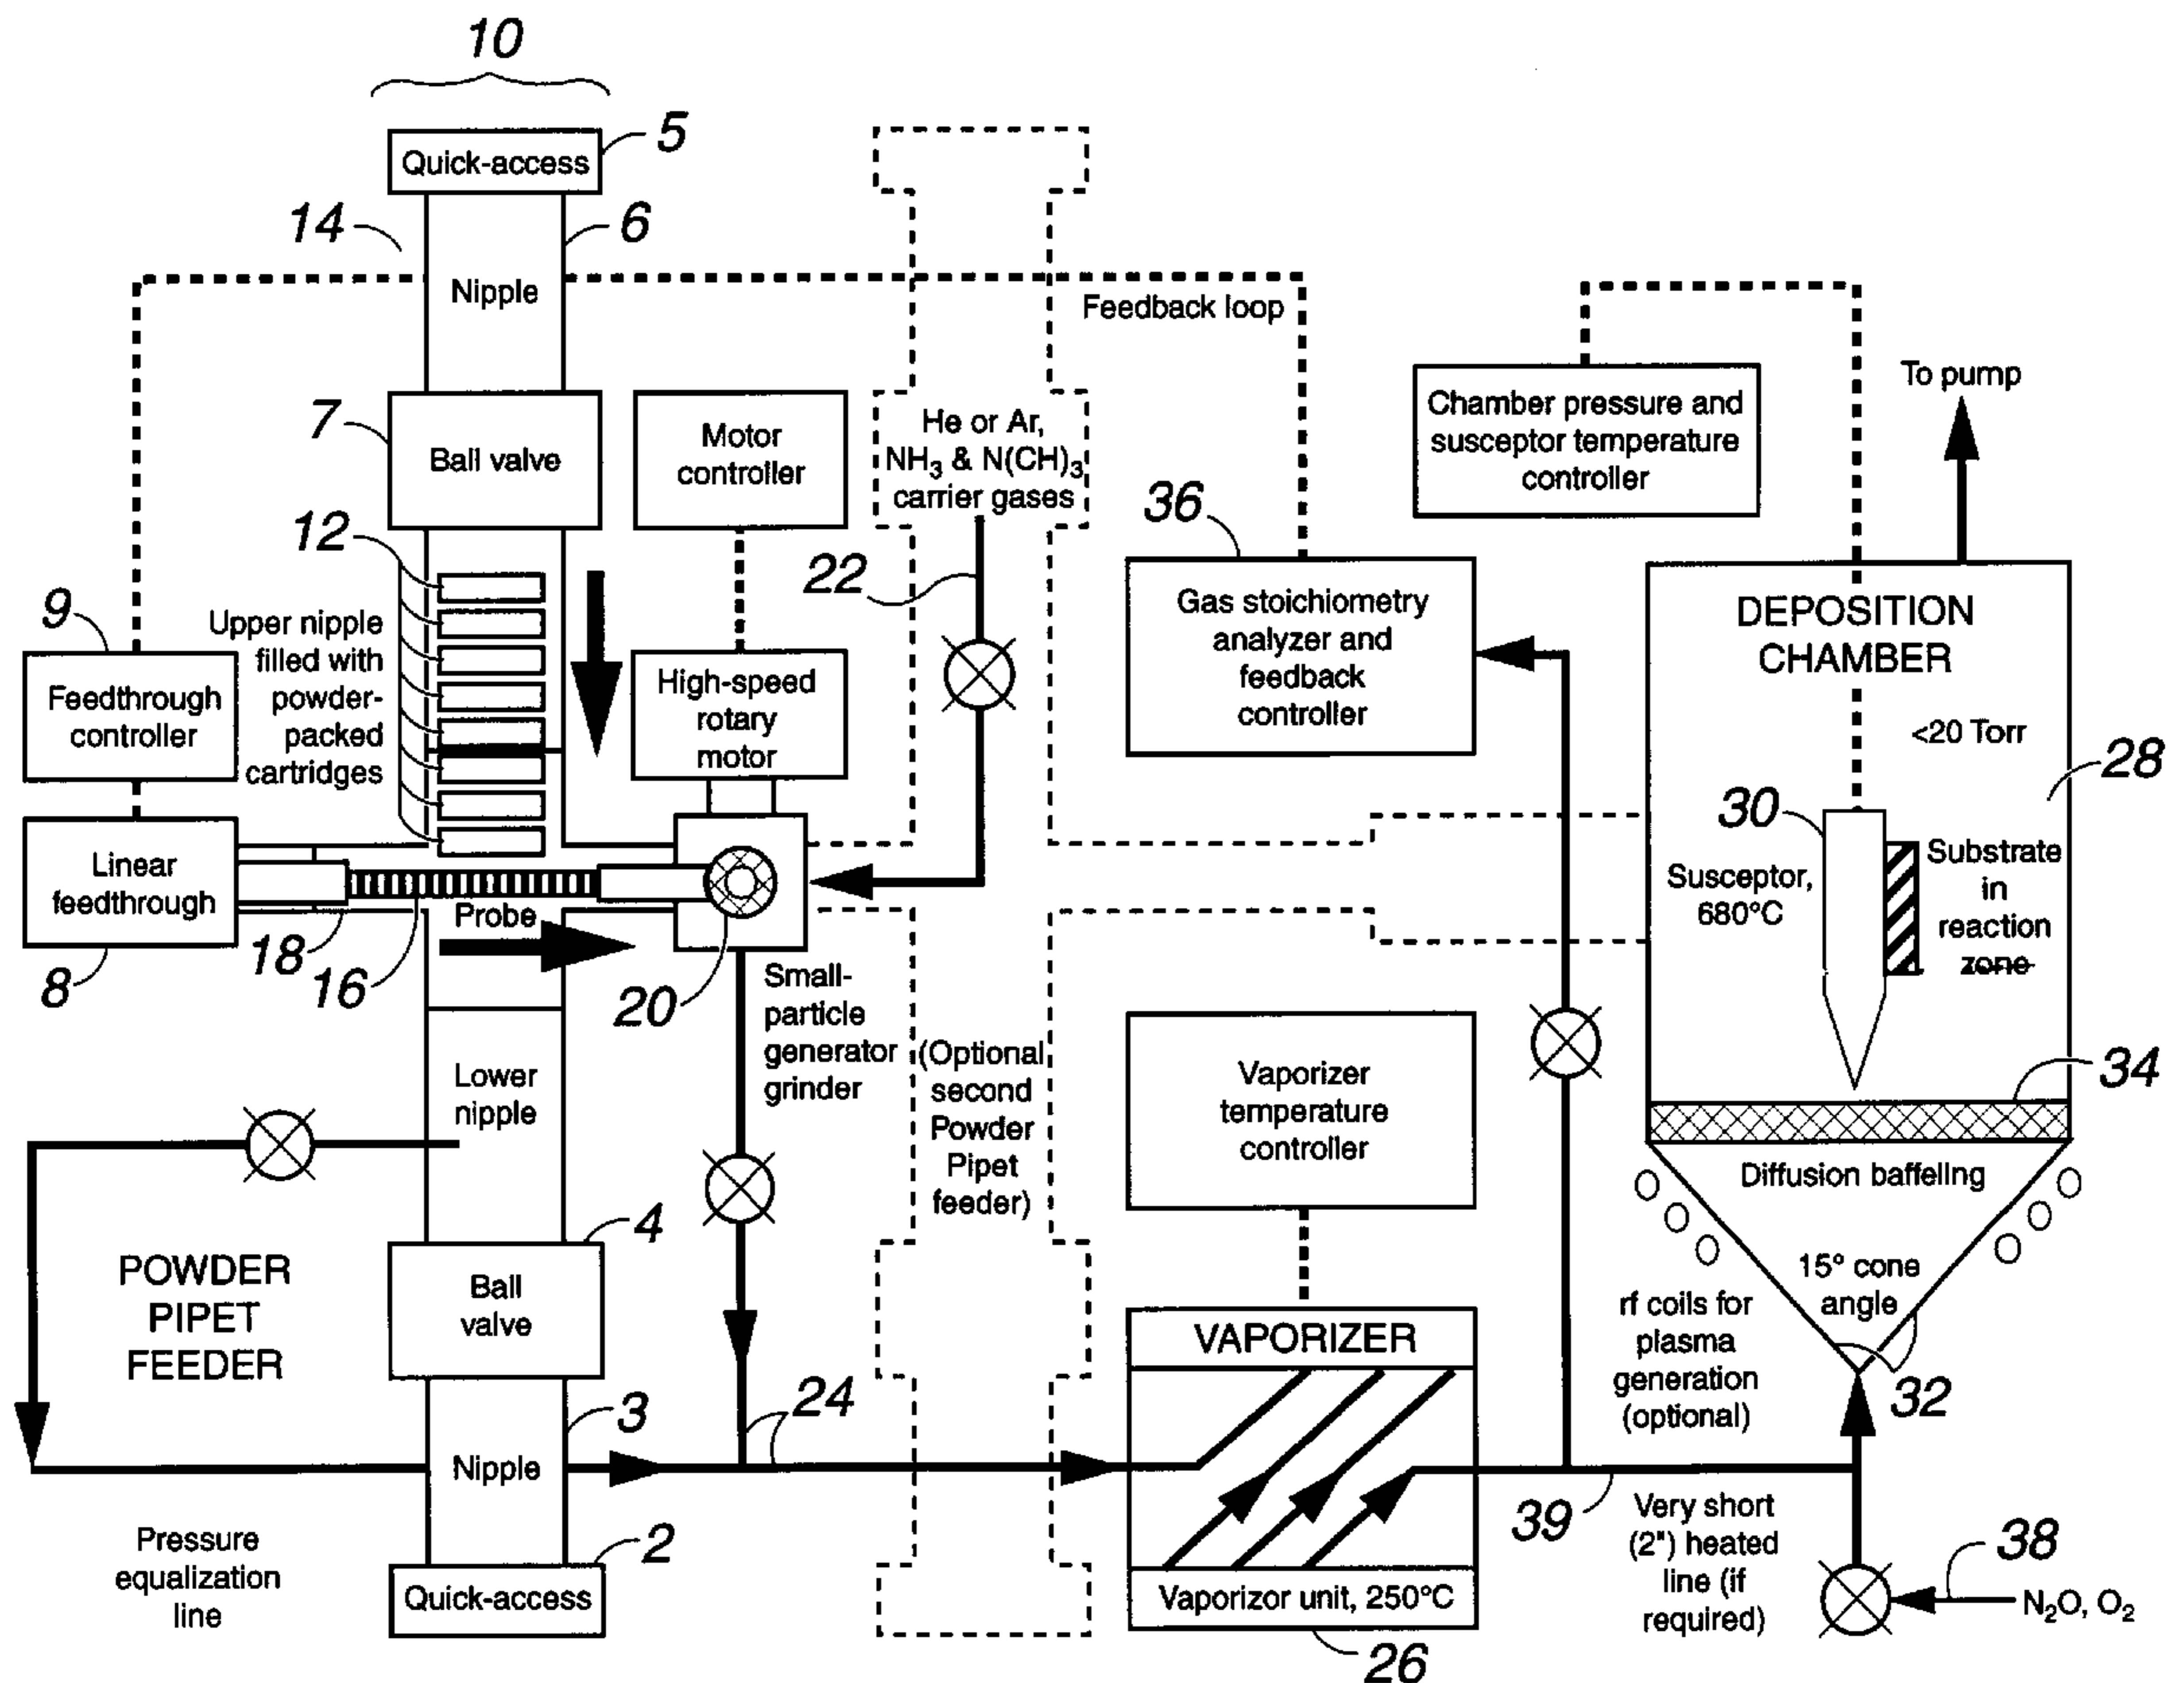 10
Quick-access
5
14
6
Nipple
Feedback loop
7
Ball valve
Motor
controller
He or Ar,
NH₃ & N(CH)₃
carrier gases
22
36
Gas stoichiometry
analyzer and
feedback
controller
Chamber pressure and
susceptor temperature
controller
To pump
12
9
Feedthrough
controller
Upper nipple
filled with
powder-
packed
cartridges
High-speed
rotary
motor
DEPOSITION
CHAMBER
<20 Torr
28
30
Susceptor,
680°C
Substrate
in
reaction
zone
Linear
feedthrough
8
18
16
Probe
20
Small-
particle
generator
grinder
(Optional
second
Powder
Pipet
feeder)
Lower
nipple
4
Ball
valve
POWDER
PIPET
FEEDER
3
Nipple
24
2
Quick-access
Pressure
equalization
line
Vaporizer
temperature
controller
VAPORIZER
Vaporizor unit, 250°C
26
34
Diffusion baffeling
15° cone
angle
rf coils for
plasma
generation
(optional)
32
39
Very short
(2") heated
line (if
required)
38
N₂O, O₂